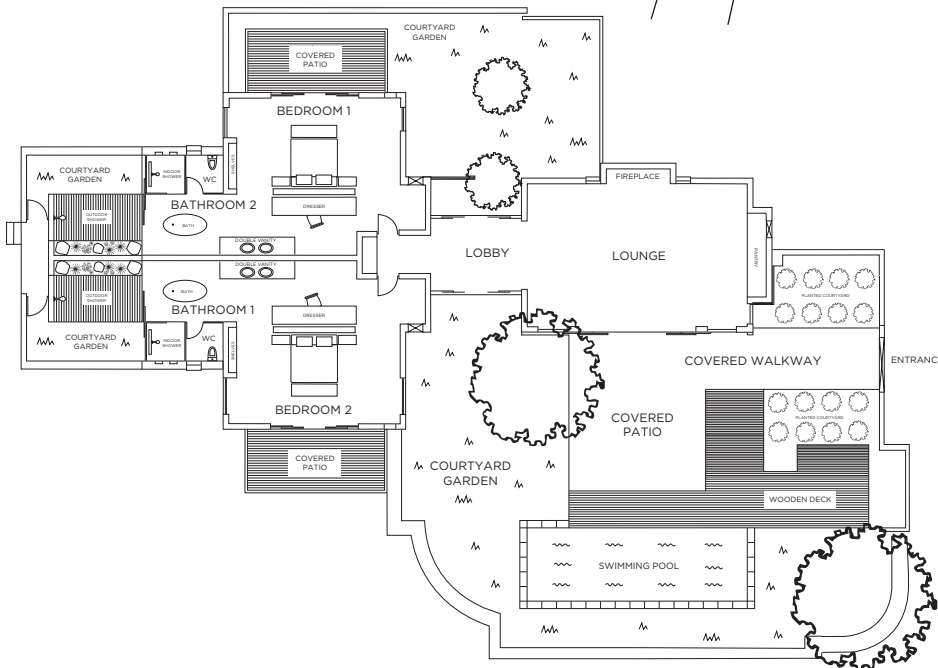 COURTYARD
GARDEN
COVERED
PATIO
BEDROOM 1
COURTYARD
GARDEN
INDOOR
SHOWER
WC
SHELVES
FIREPLACE
BATHROOM 2
DRESSER
OUTDOOR
SHOWER
BATH
DOUBLE VANITY
LOBBY
LOUNGE
PANTRY
DOUBLE VANITY
BATH
OUTDOOR
SHOWER
PLANTED COURTYARD
BATHROOM 1
DRESSER
COURTYARD
GARDEN
INDOOR
SHOWER
WC
SHELVES
COVERED WALKWAY
ENTRANC
BEDROOM 2
COVERED
PATIO
PLANTED COURTYARD
COVERED
PATIO
COURTYARD
GARDEN
WOODEN DECK
SWIMMING POOL